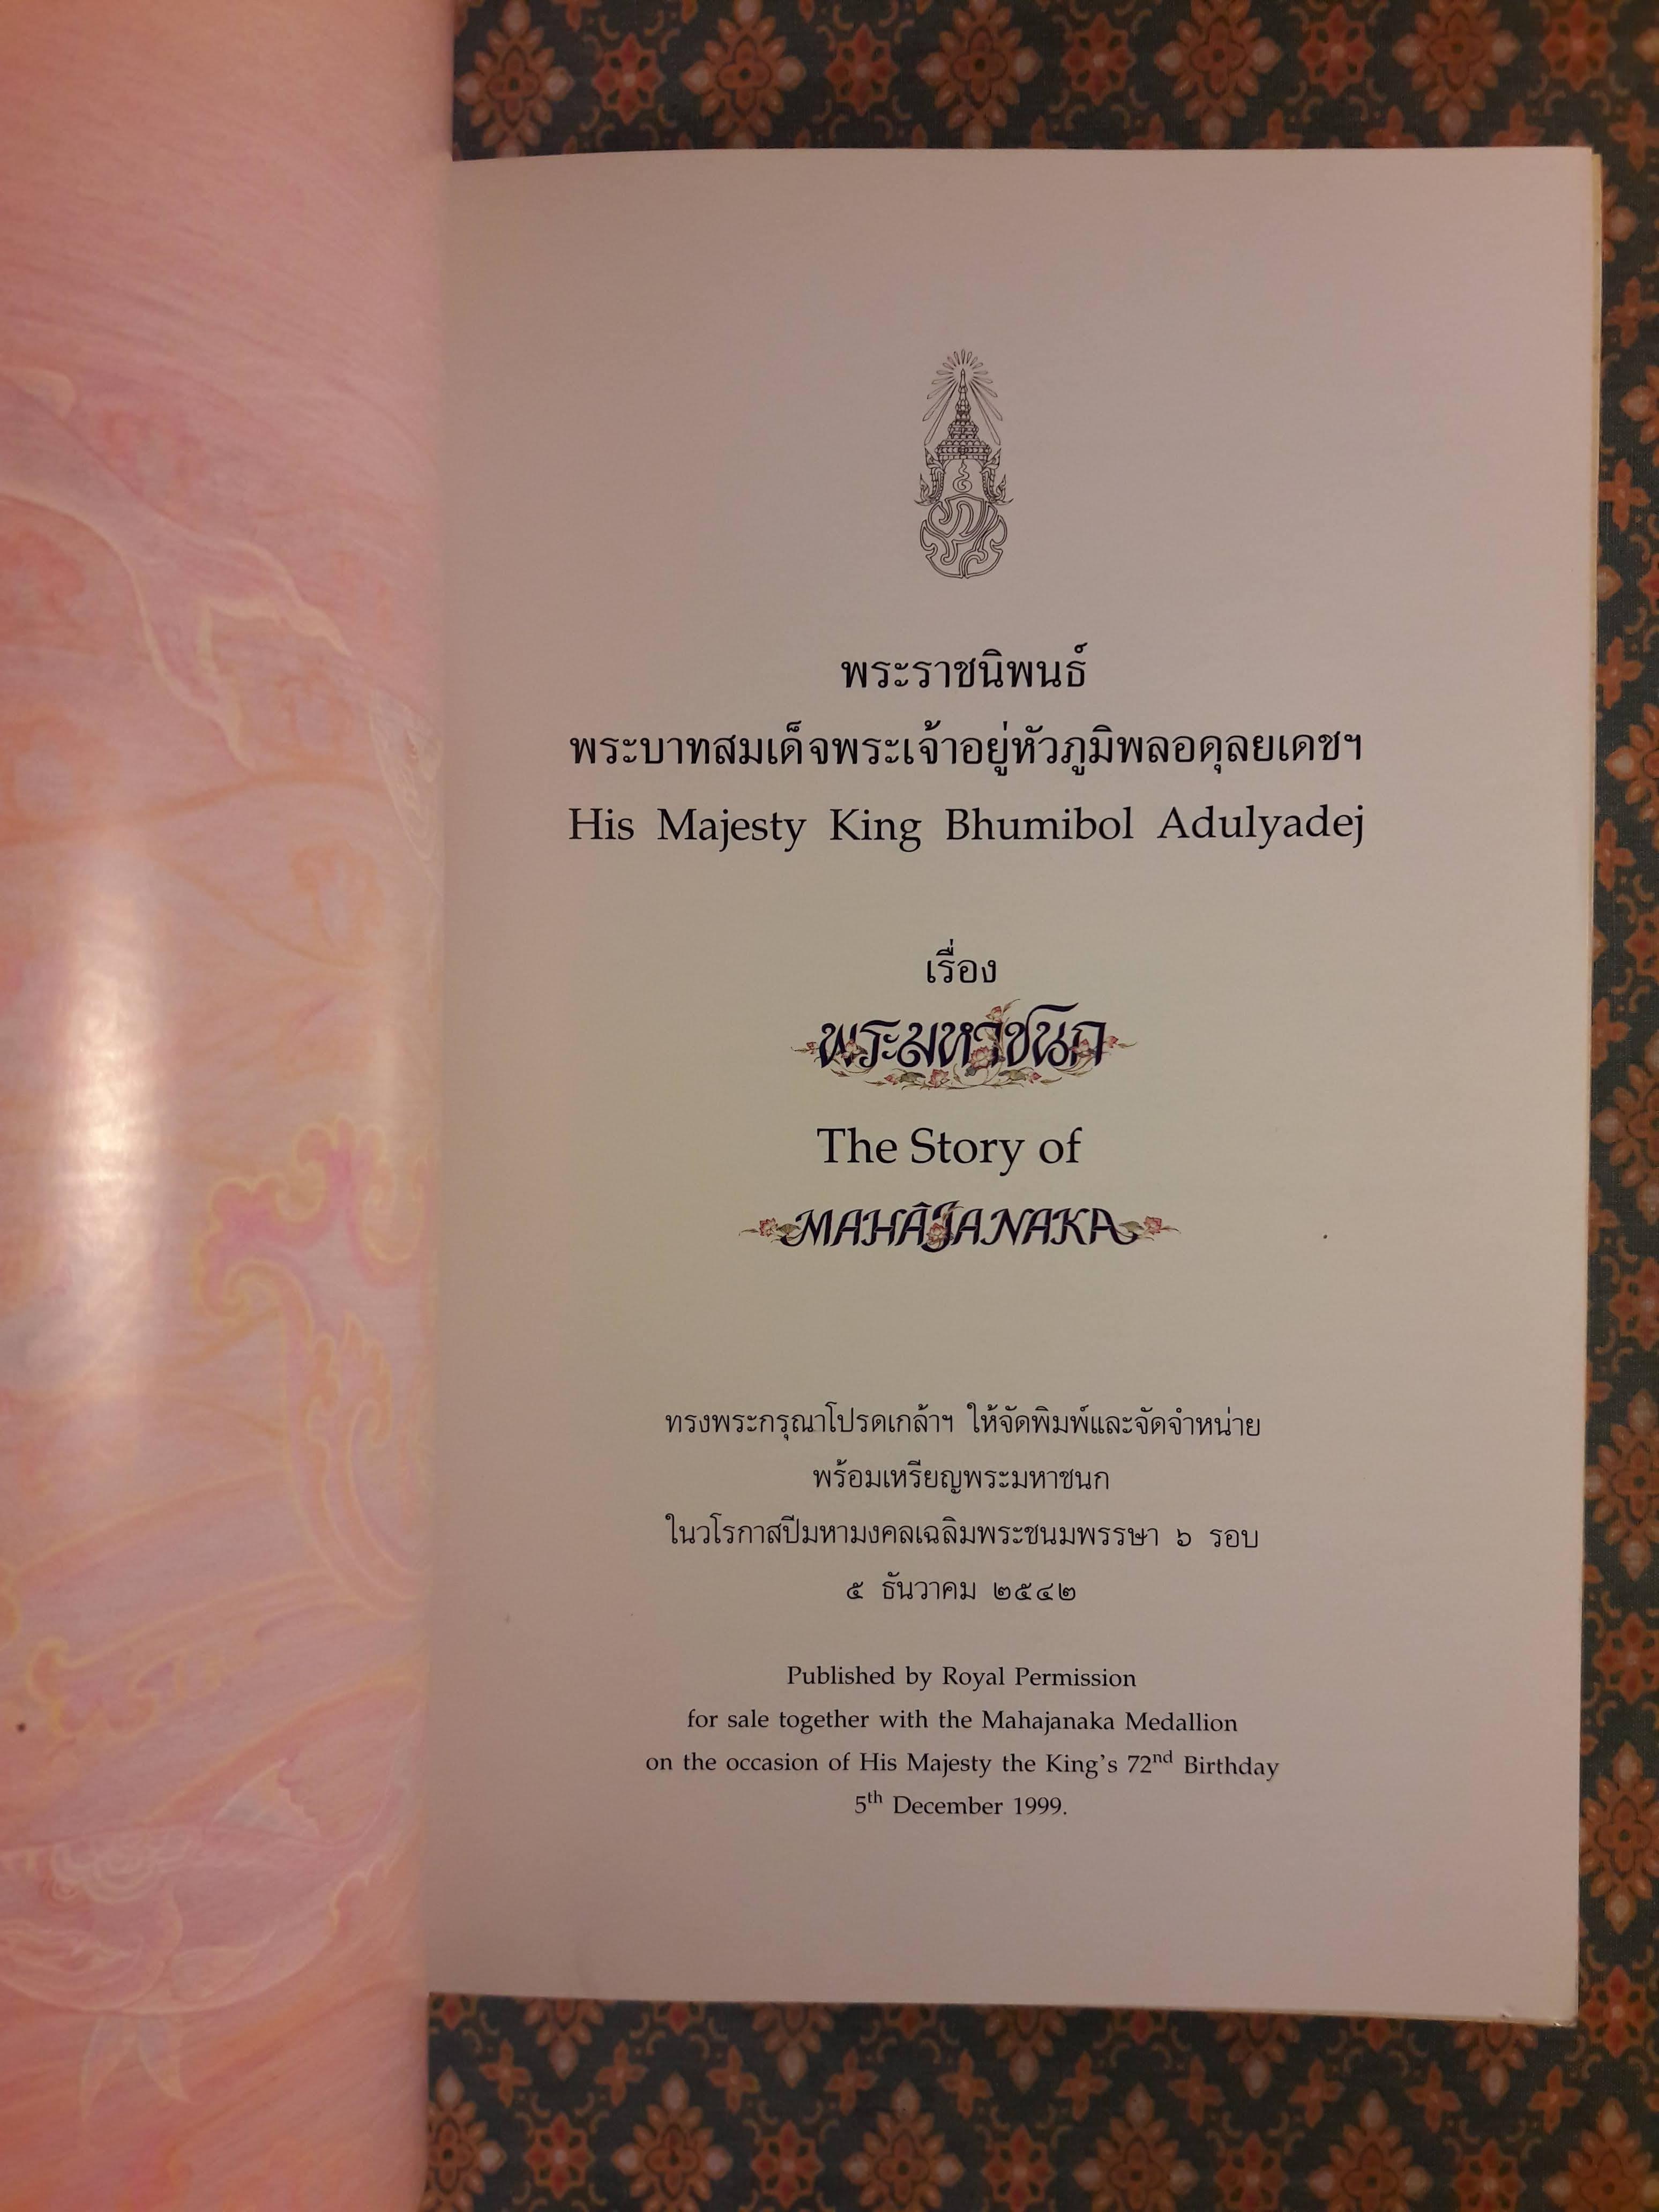 พระราชนิพนธ์
พระบาทสมเด็จพระเจ้าอยู่หัวภูมิพลอดุลยเดชฯ
His Majesty King Bhumibol Adulyadej
เรื่อง
พระมหาชนก
The Story of
MAHĀJANAKA
ทรงพระกรุณาโปรดเกล้าฯ ให้จัดพิมพ์และจัดจำหน่าย
พร้อมเหรียญพระมหาชนก
ในวโรกาสปีมหามงคลเฉลิมพระชนมพรรษา ๖ รอบ
๕ ธันวาคม ๒๕๔๒
Published by Royal Permission
for sale together with the Mahajanaka Medallion
on the occasion of His Majesty the King's 72nd Birthday
5th December 1999.